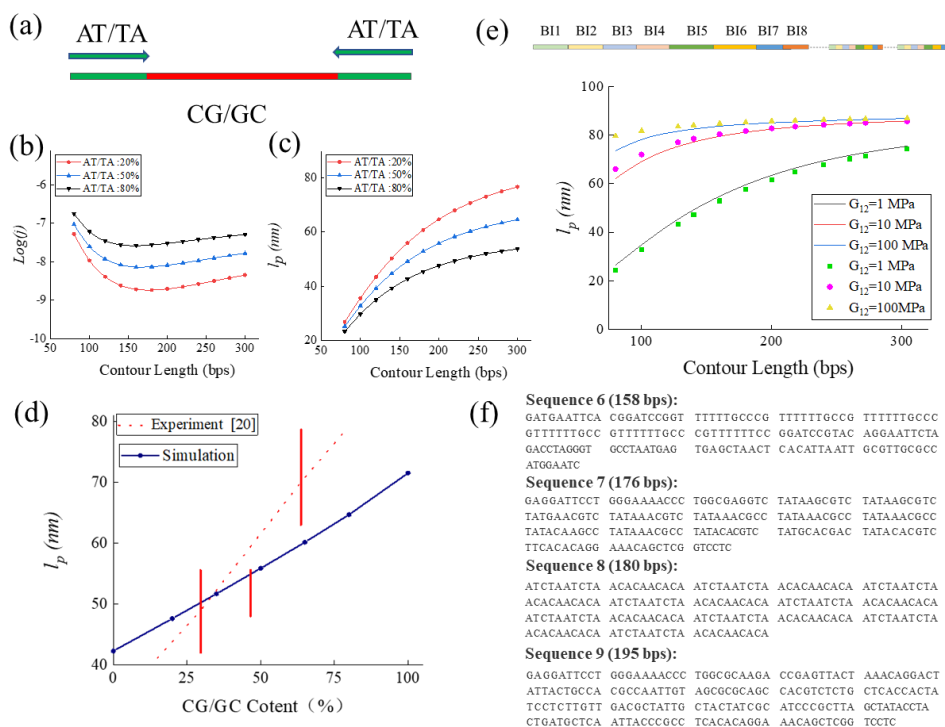 (a)
AT/TA
AT/TA
CG/GC
(b)
AT/TA :20%
AT/TA :50%
AT/TA :80%
-6
-7
-8
-9
-10
Log(j)
50 100 150 200 250 300
Contour Length (bps)
(c)
AT/TA :20%
AT/TA :50%
AT/TA :80%
80
60
40
20
lp (nm)
50 100 150 200 250 300
Contour Length (bps)
(d)
Experiment [20]
Simulation
80
70
60
50
40
lp (nm)
0 25 50 75 100
CG/GC Cotent (%)
(e)
BI1 BI2 BI3 BI4 BI5 BI6 BI7 BI8
100
80
60
40
20
0
lp (nm)
G12=1 MPa
G12=10 MPa
G12=100 MPa
G12=1 MPa
G12=10 MPa
G12=100MPa
100 200 300
Contour Length (bps)
(f)
Sequence 6 (158 bps):
GATGAATTCA CGGATCCGGT TTTTTGCCCG TTTTTTGCCG TTTTTTGCCC
GTTTTTTGCC GTTTTTTGCC CGTTTTTTCC GGATCCGTAC AGGAATTCTA
GACCTAGGGT GCCTAATGAG TGAGCTAACT CACATTAATT GCGTTGCGCC
ATGGAATC
Sequence 7 (176 bps):
GAGGATTCCT GGGAAAACCC TGGCGAGGTC TATAAGCGTC TATAAGCGTC
TATGAACGTC TATAAACGTC TATAAACGCC TATAAACGCC TATAAACGCC
TATACAAGCC TATAAACGCC TATACACGTC TATGCACGAC TATACACGTC
TTCACACAGG AAACAGCTCG GTCCTC
Sequence 8 (180 bps):
ATCTAATCTA ACACAACACA ATCTAATCTA ACACAACACA ATCTAATCTA
ACACAACACA ATCTAATCTA ACACAACACA ATCTAATCTA ACACAACACA
ATCTAATCTA ACACAACACA ATCTAATCTA ACACAACACA ATCTAATCTA
ACACAACACA ATCTAATCTA ACACAACACA
Sequence 9 (195 bps):
GAGGATTCCT GGGAAAACCC TGGCGCAAGA CCGAGTTACT AAACAGGACT
ATTACTGCCA CGCCAATTGT AGCGCGCAGC CACGTCTCTG CTCACCACTA
TCCTCTTGTT GACGCTATTG CTACTATCGC ATCCCGCTTA GCTATACCTA
CTGATGCTCA ATTACCCGCC TCACACAGGA AACAGCTCGG TCCTC